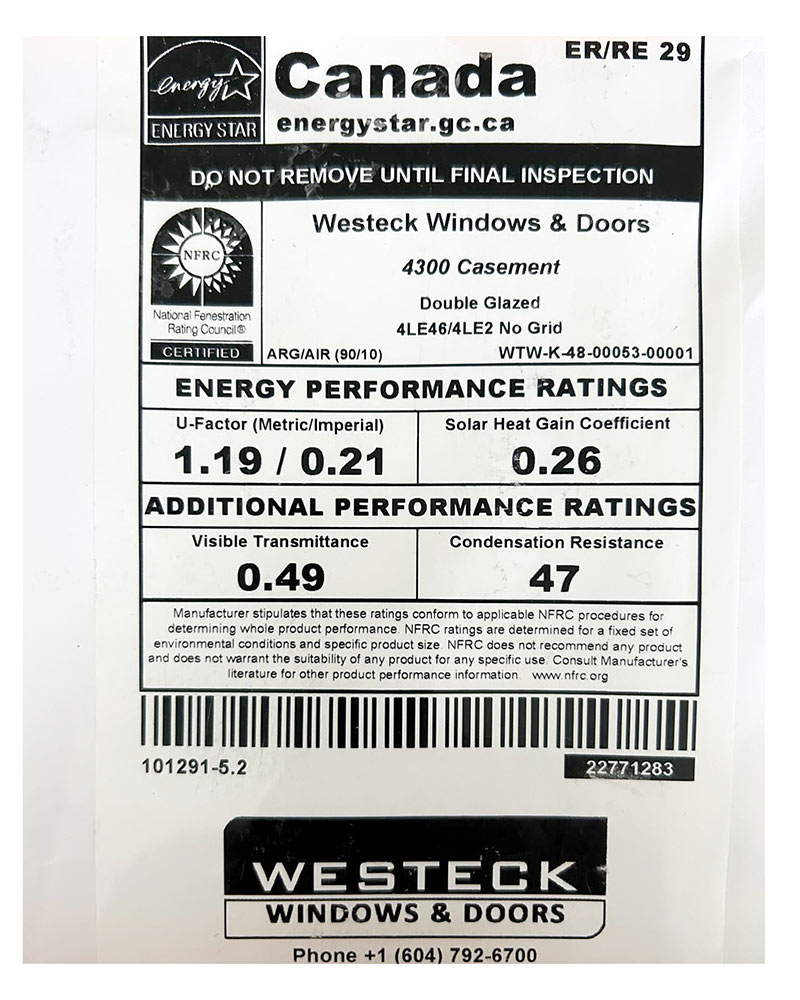 energy
ENERGY STAR
Canada
energystar.gc.ca
ER/RE 29
DO NOT REMOVE UNTIL FINAL INSPECTION
NFRC
National Fenestration
Rating Council®
CERTIFIED
Westeck Windows & Doors
4300 Casement
Double Glazed
4LE46/4LE2 No Grid
ARG/AIR (90/10) WTW-K-48-00053-00001
ENERGY PERFORMANCE RATINGS
U-Factor (Metric/Imperial)
1.19 / 0.21
Solar Heat Gain Coefficient
0.26
ADDITIONAL PERFORMANCE RATINGS
Visible Transmittance
0.49
Condensation Resistance
47
Manufacturer stipulates that these ratings conform to applicable NFRC procedures for
determining whole product performance. NFRC ratings are determined for a fixed set of
environmental conditions and specific product size. NFRC does not recommend any product
and does not warrant the suitability of any product for any specific use. Consult Manufacturer's
literature for other product performance information. www.nfrc.org
101291-5.2 22771283
WESTECK
WINDOWS & DOORS
Phone +1 (604) 792-6700